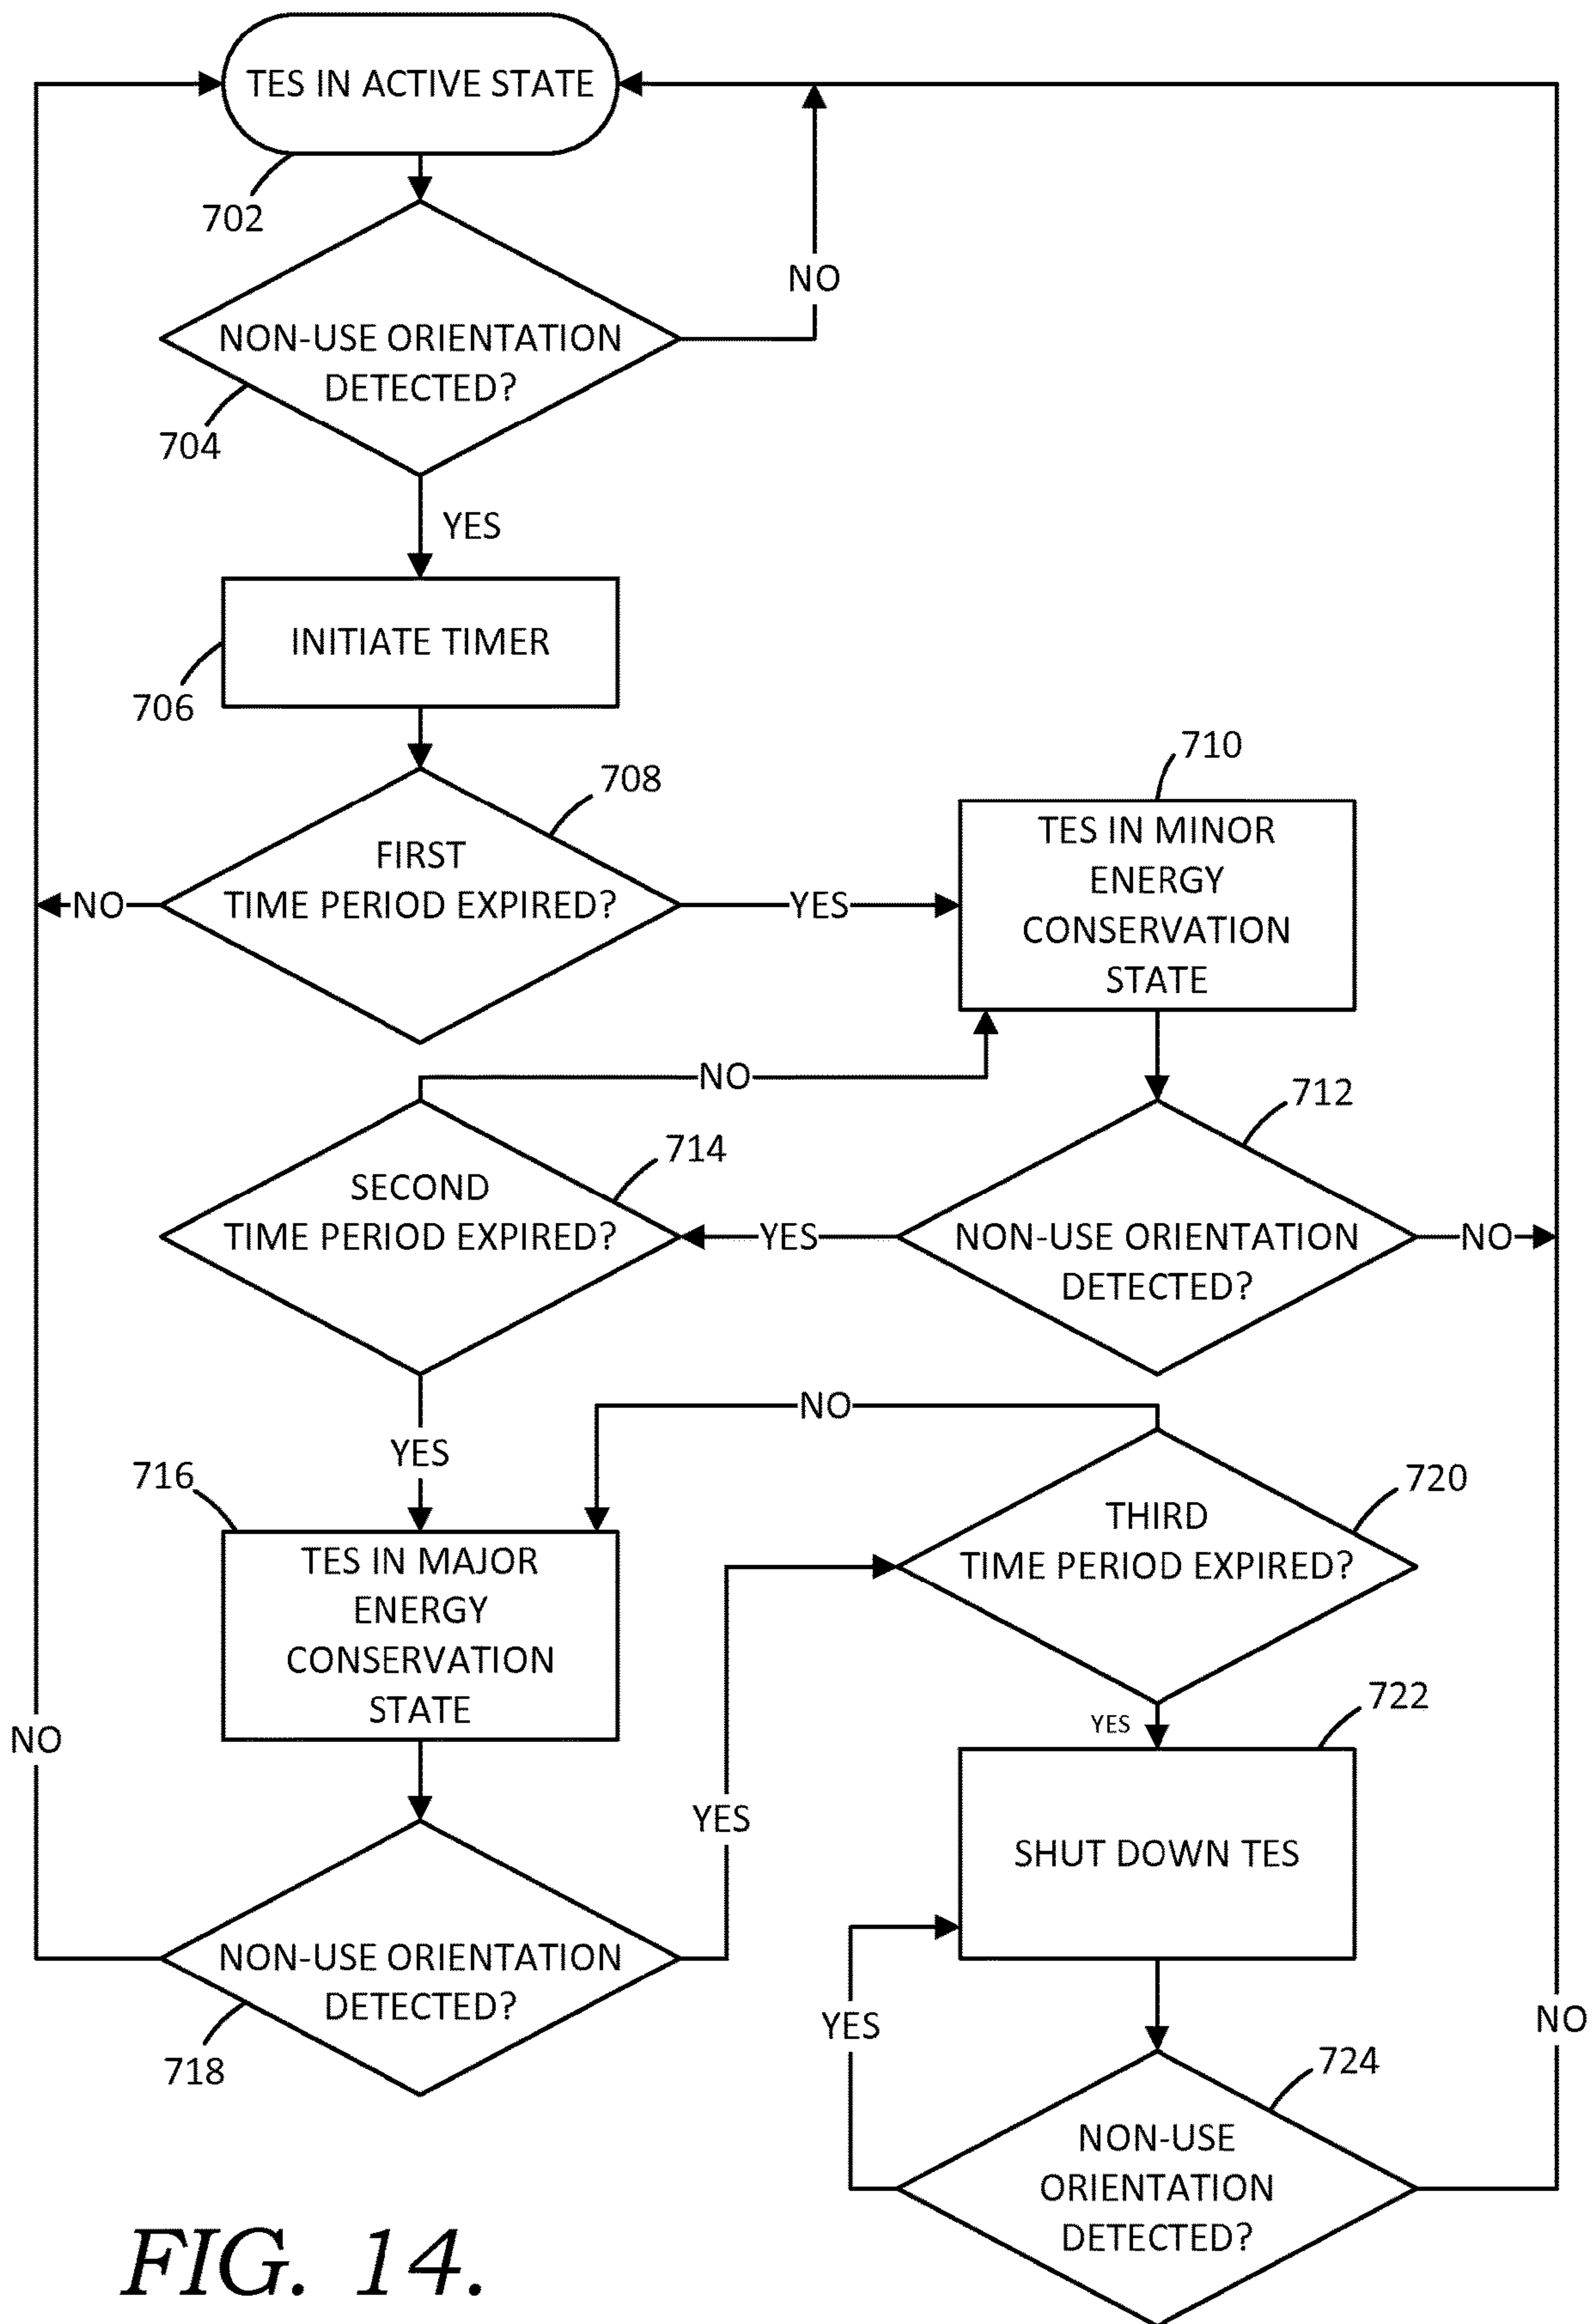 TES IN ACTIVE STATE
702
NO
NON-USE ORIENTATION
DETECTED?
704
YES
INITIATE TIMER
706
708
FIRST
TIME PERIOD EXPIRED?
NO
YES
710
TES IN MINOR
ENERGY
CONSERVATION
STATE
NO
712
714
SECOND
TIME PERIOD EXPIRED?
YES
NON-USE ORIENTATION
DETECTED?
NO
NO
YES
716
720
THIRD
TIME PERIOD EXPIRED?
TES IN MAJOR
ENERGY
CONSERVATION
STATE
NO
YES
722
YES
SHUT DOWN TES
NON-USE ORIENTATION
DETECTED?
718
YES
NO
724
NON-USE
ORIENTATION
DETECTED?
FIG. 14.